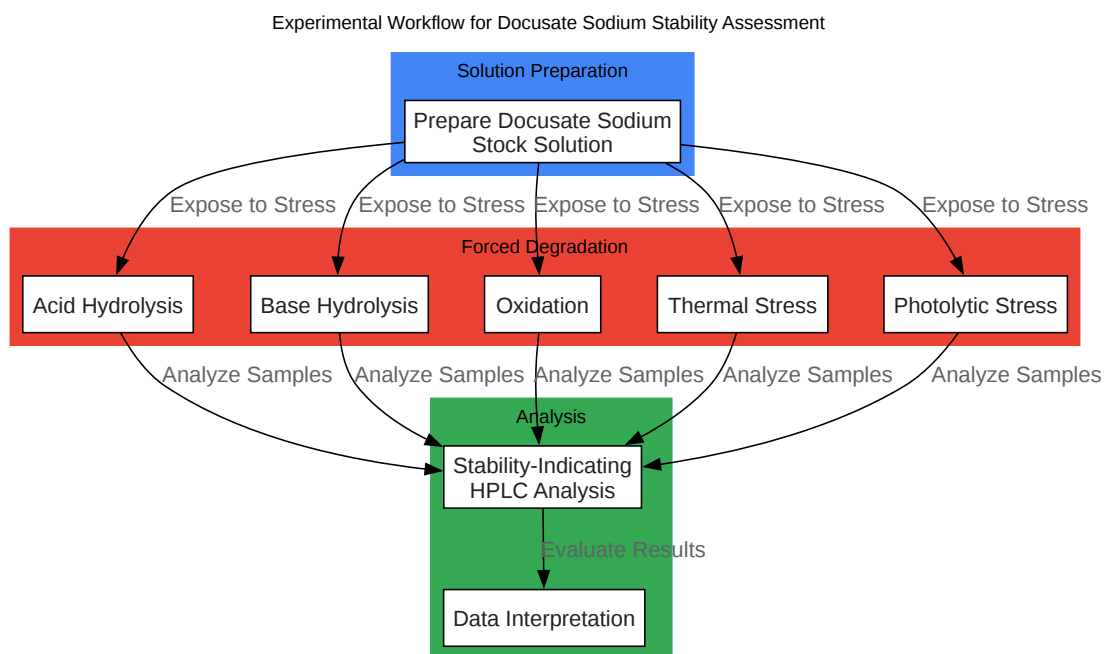 Experimental Workflow for Docusate Sodium Stability Assessment
Solution Preparation
Prepare Docusate Sodium
Stock Solution
Expose to Stress
Expose to Stress
Expose to Stress
Expose to Stress
Expose to Stress
Forced Degradation
Acid Hydrolysis
Base Hydrolysis
Oxidation
Thermal Stress
Photolytic Stress
Analyze Samples
Analyze Samples
Analyze Samples
Analyze Samples
Analyze Samples
Analysis
Stability-Indicating
HPLC Analysis
Evaluate Results
Data Interpretation